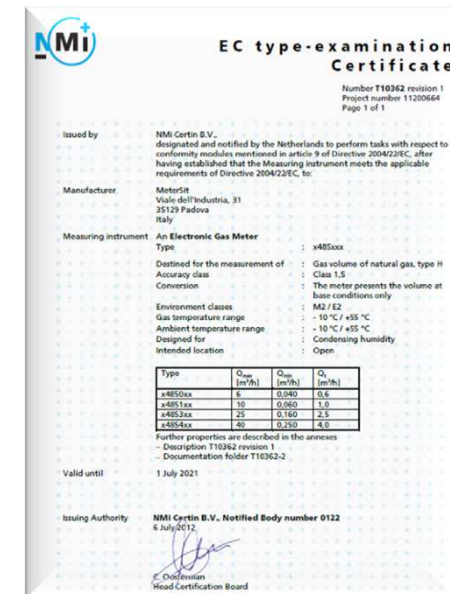 NMi
EC type-examination
Certificate
Number T10362 revision 1
Project number 11200664
Page 1 of 1
Issued by NMi Certin B.V.,
designated and notified by the Netherlands to perform tasks with respect to
conformity modules mentioned in article 9 of Directive 2004/22/EC, after
having established that the Measuring instrument meets the applicable
requirements of Directive 2004/22/EC, to:
Manufacturer MeterSit
Viale dell'Industria, 31
35129 Padova
Italy
Measuring instrument An Electronic Gas Meter
Type : x485xxx
Destined for the measurement of : Gas volume of natural gas, type H
Accuracy class : Class 1,5
Conversion : The meter presents the volume at
base conditions only
Environment classes : M2 / E2
Gas temperature range : - 10 °C / +55 °C
Ambient temperature range : - 10 °C / +55 °C
Designed for : Condensing humidity
Intended location : Open
Type Qmax Qmin Qt
[m³/h] [m³/h] [m³/h]
x4850xx 6 0,040 0,6
x4851xx 10 0,060 1,0
x4853xx 25 0,160 2,5
x4854xx 40 0,250 4,0
Further properties are described in the annexes
– Description T10362 revision 1
– Documentation folder T10362-2
Valid until 1 July 2021
Issuing Authority NMi Certin B.V., Notified Body number 0122
6 July 2012
C. Oosterman
Head Certification Board